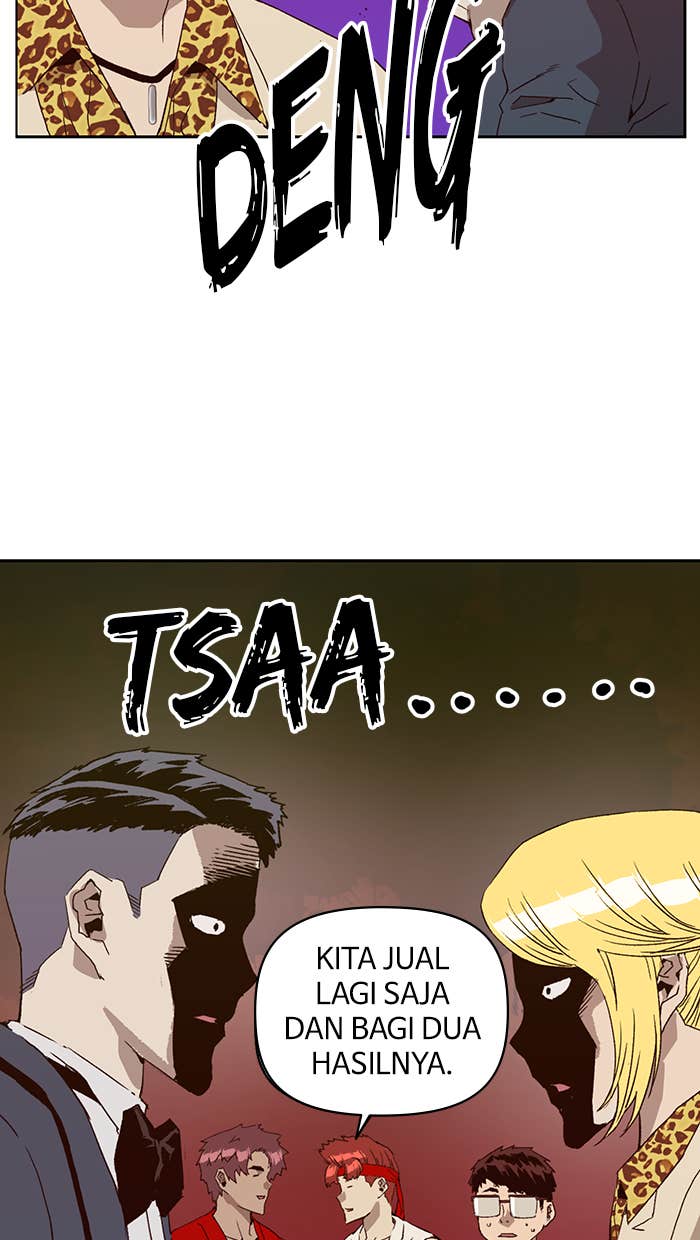 DENG
TSAA......
KITA JUAL
LAGI SAJA
DAN BAGI DUA
HASILNYA.